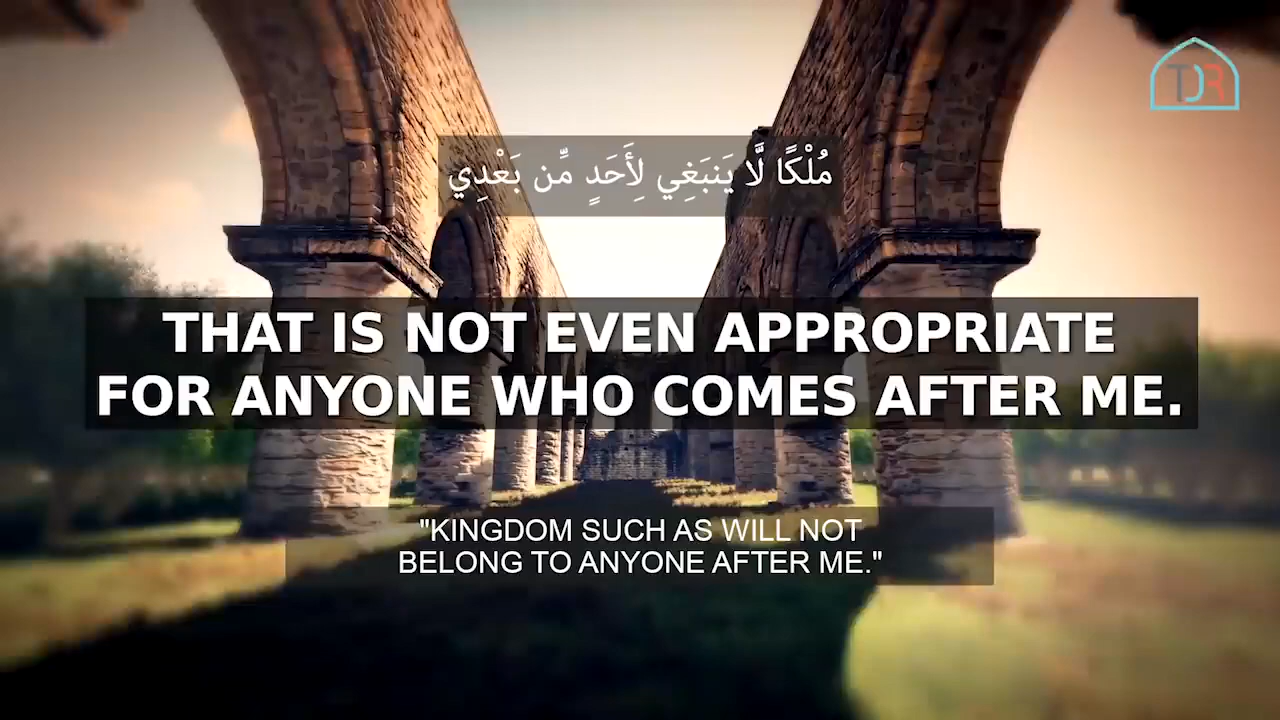 TDR
مُلْكًا لَّا يَنبَغِي لِأَحَدٍ مِّن بَعْدِي
THAT IS NOT EVEN APPROPRIATE
FOR ANYONE WHO COMES AFTER ME.
"KINGDOM SUCH AS WILL NOT
BELONG TO ANYONE AFTER ME."